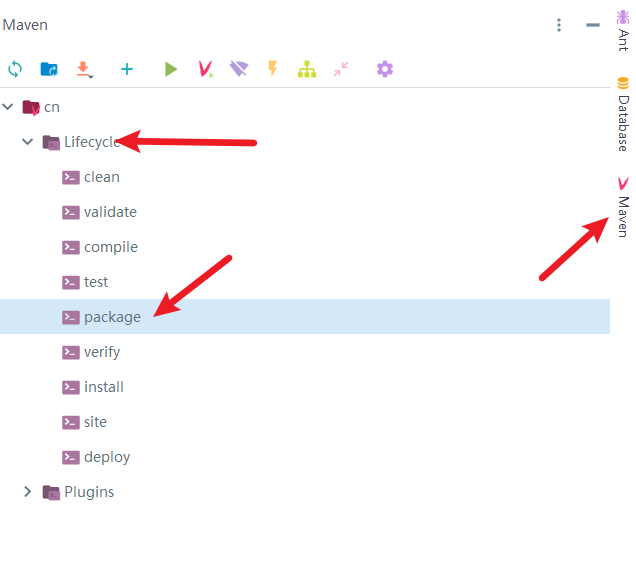 Maven
cn
Lifecycle
clean
validate
compile
test
package
verify
install
site
deploy
Plugins
Ant
Database
Maven